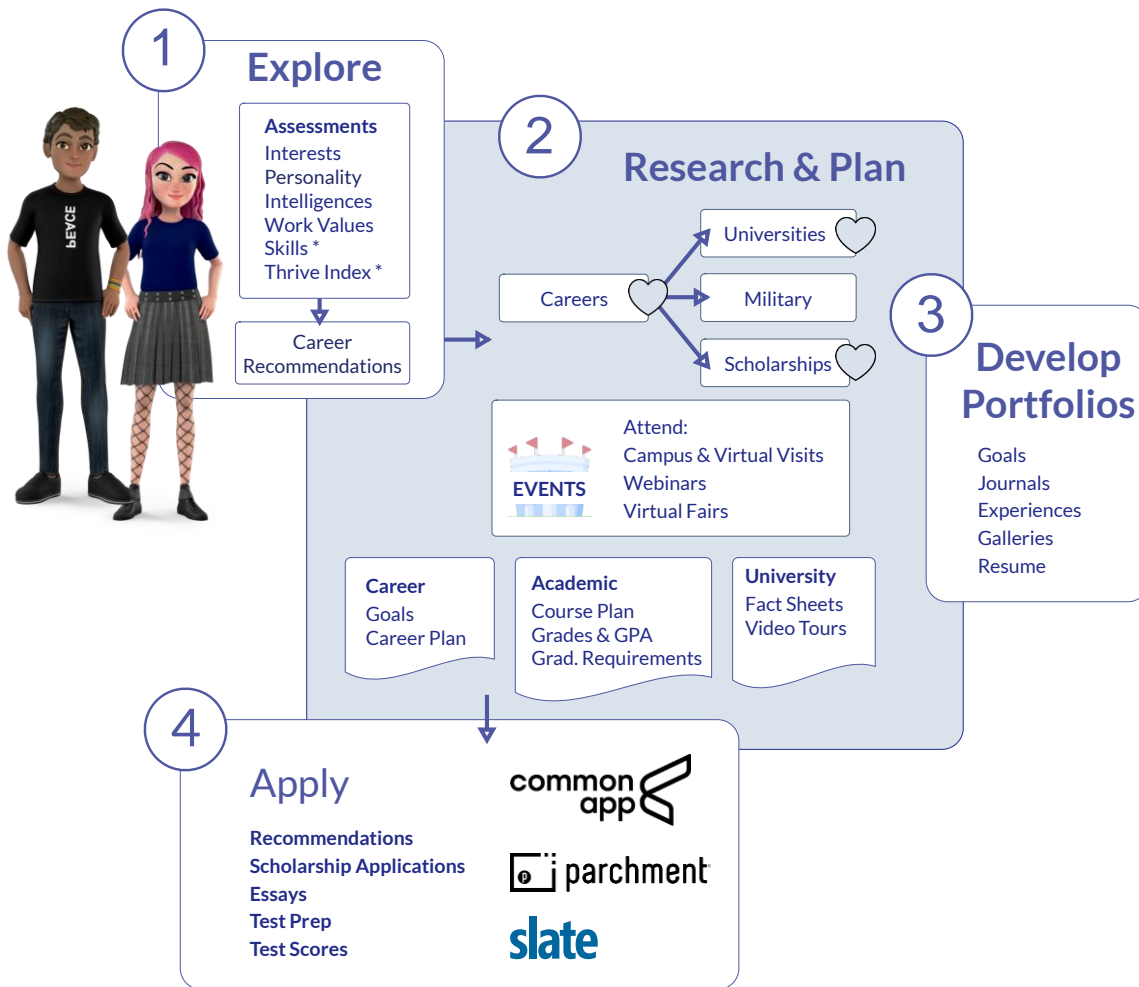 1
Explore
Assessments
Interests
Personality
Intelligences
Work Values
Skills *
Thrive Index *
Career
Recommendations
PEACE
2
Research & Plan
Careers
Universities
Military
Scholarships
EVENTS
Attend:
Campus & Virtual Visits
Webinars
Virtual Fairs
Career
Goals
Career Plan
Academic
Course Plan
Grades & GPA
Grad. Requirements
University
Fact Sheets
Video Tours
3
Develop
Portfolios
Goals
Journals
Experiences
Galleries
Resume
4
Apply
Recommendations
Scholarship Applications
Essays
Test Prep
Test Scores
common
app
p
parchment
slate